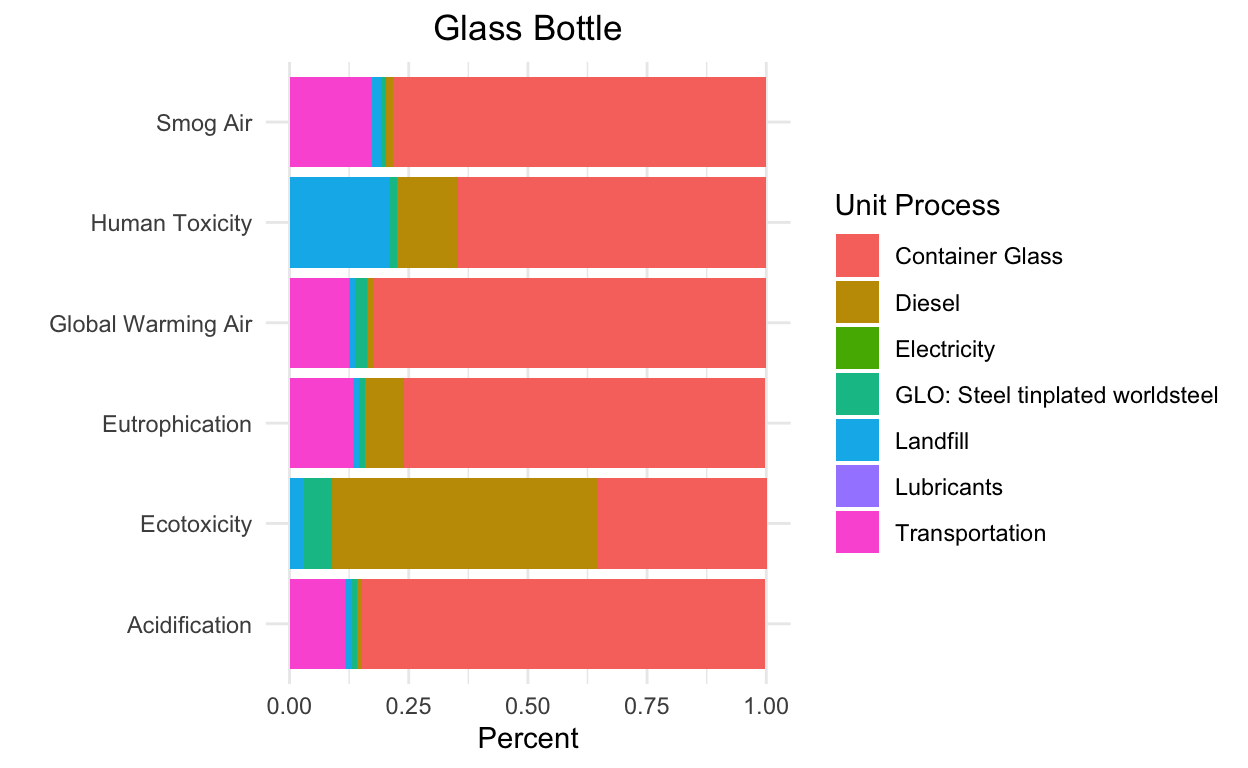 Glass Bottle
Smog Air
Human Toxicity
Global Warming Air
Eutrophication
Ecotoxicity
Acidification
0.00 0.25 0.50 0.75 1.00
Percent
Unit Process
Container Glass
Diesel
Electricity
GLO: Steel tinplated worldsteel
Landfill
Lubricants
Transportation